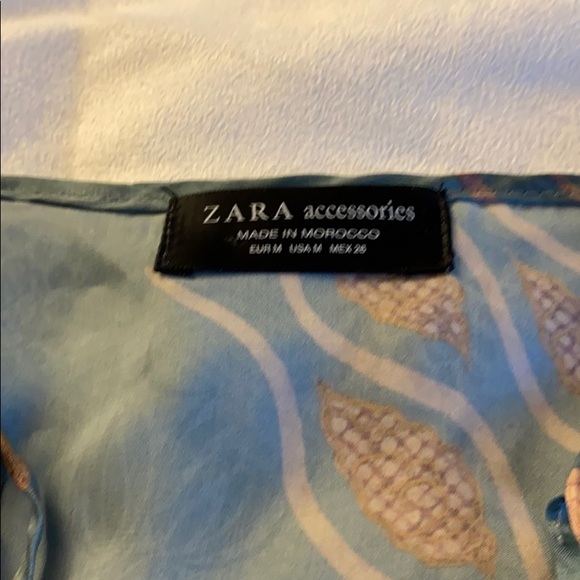 ZARA accessories
MADE IN MOROCCO
EUR M USA M MEX 26